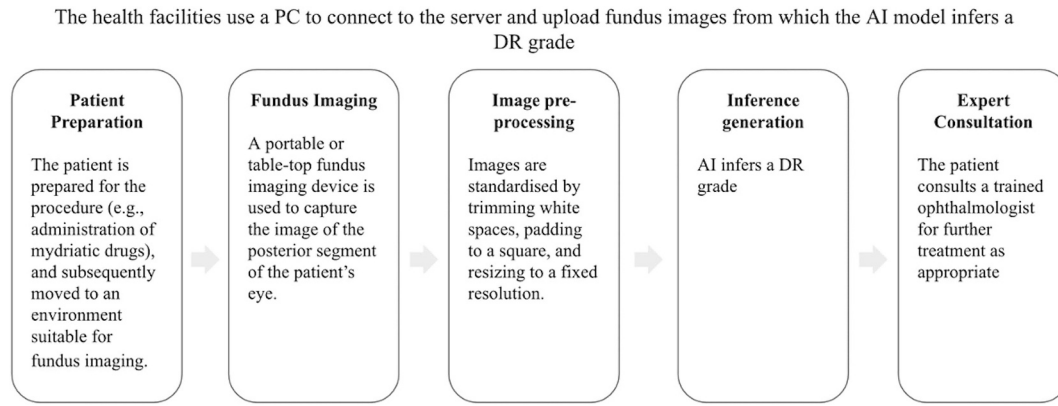 The health facilities use a PC to connect to the server and upload fundus images from which the AI model infers a
DR grade
Patient
Preparation
The patient is
prepared for the
procedure (e.g.,
administration of
mydriatic drugs),
and subsequently
moved to an
environment
suitable for
fundus imaging.
Fundus Imaging
A portable or
table-top fundus
imaging device is
used to capture
the image of the
posterior segment
of the patient’s
eye.
Image pre-
processing
Images are
standardised by
trimming white
spaces, padding
to a square, and
resizing to a fixed
resolution.
Inference
generation
AI infers a DR
grade
Expert
Consultation
The patient
consults a trained
ophthalmologist
for further
treatment as
appropriate